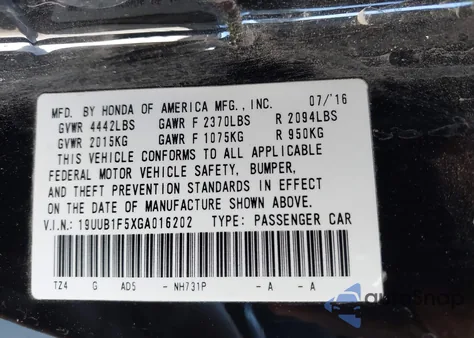 MFD. BY HONDA OF AMERICA MFG., INC. 07/'16
GVWR 4442LBS GAWR F 2370LBS R 2094LBS
GVWR 2015KG GAWR F 1075KG R 950KG
THIS VEHICLE CONFORMS TO ALL APPLICABLE
FEDERAL MOTOR VEHICLE SAFETY, BUMPER,
AND THEFT PREVENTION STANDARDS IN EFFECT
ON THE DATE OF MANUFACTURE SHOWN ABOVE.
V.I.N.: 19UUB1F5XGA016202 TYPE: PASSENGER CAR
TZ4 G AD5 - NH731P - A - A
autoSnap